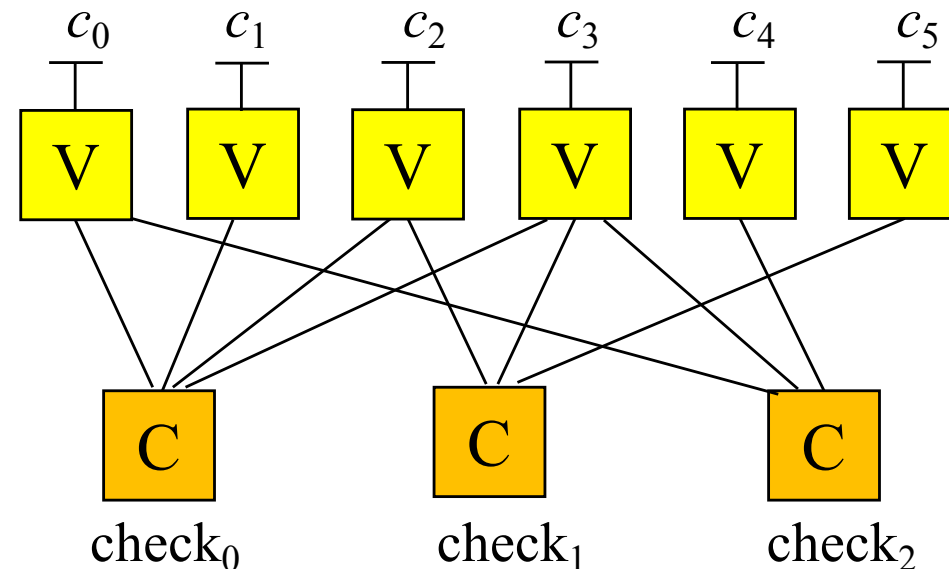 c₀ c₁ c₂ c₃ c₄ c₅
V V V V V V
C C C
check₀ check₁ check₂